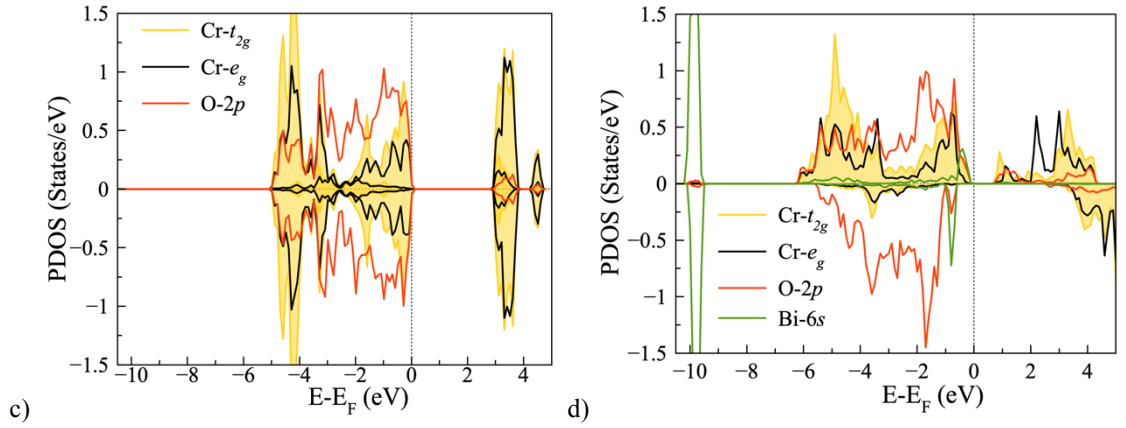 1.5
1
0.5
0
−0.5
−1
−1.5
PDOS (States/eV)
Cr-t2g
Cr-eg
O-2p
−10 −8 −6 −4 −2 0 2 4
E-EF (eV)
c)
1.5
1
0.5
0
−0.5
−1
−1.5
PDOS (States/eV)
Cr-t2g
Cr-eg
O-2p
Bi-6s
−10 −8 −6 −4 −2 0 2 4
E-EF (eV)
d)